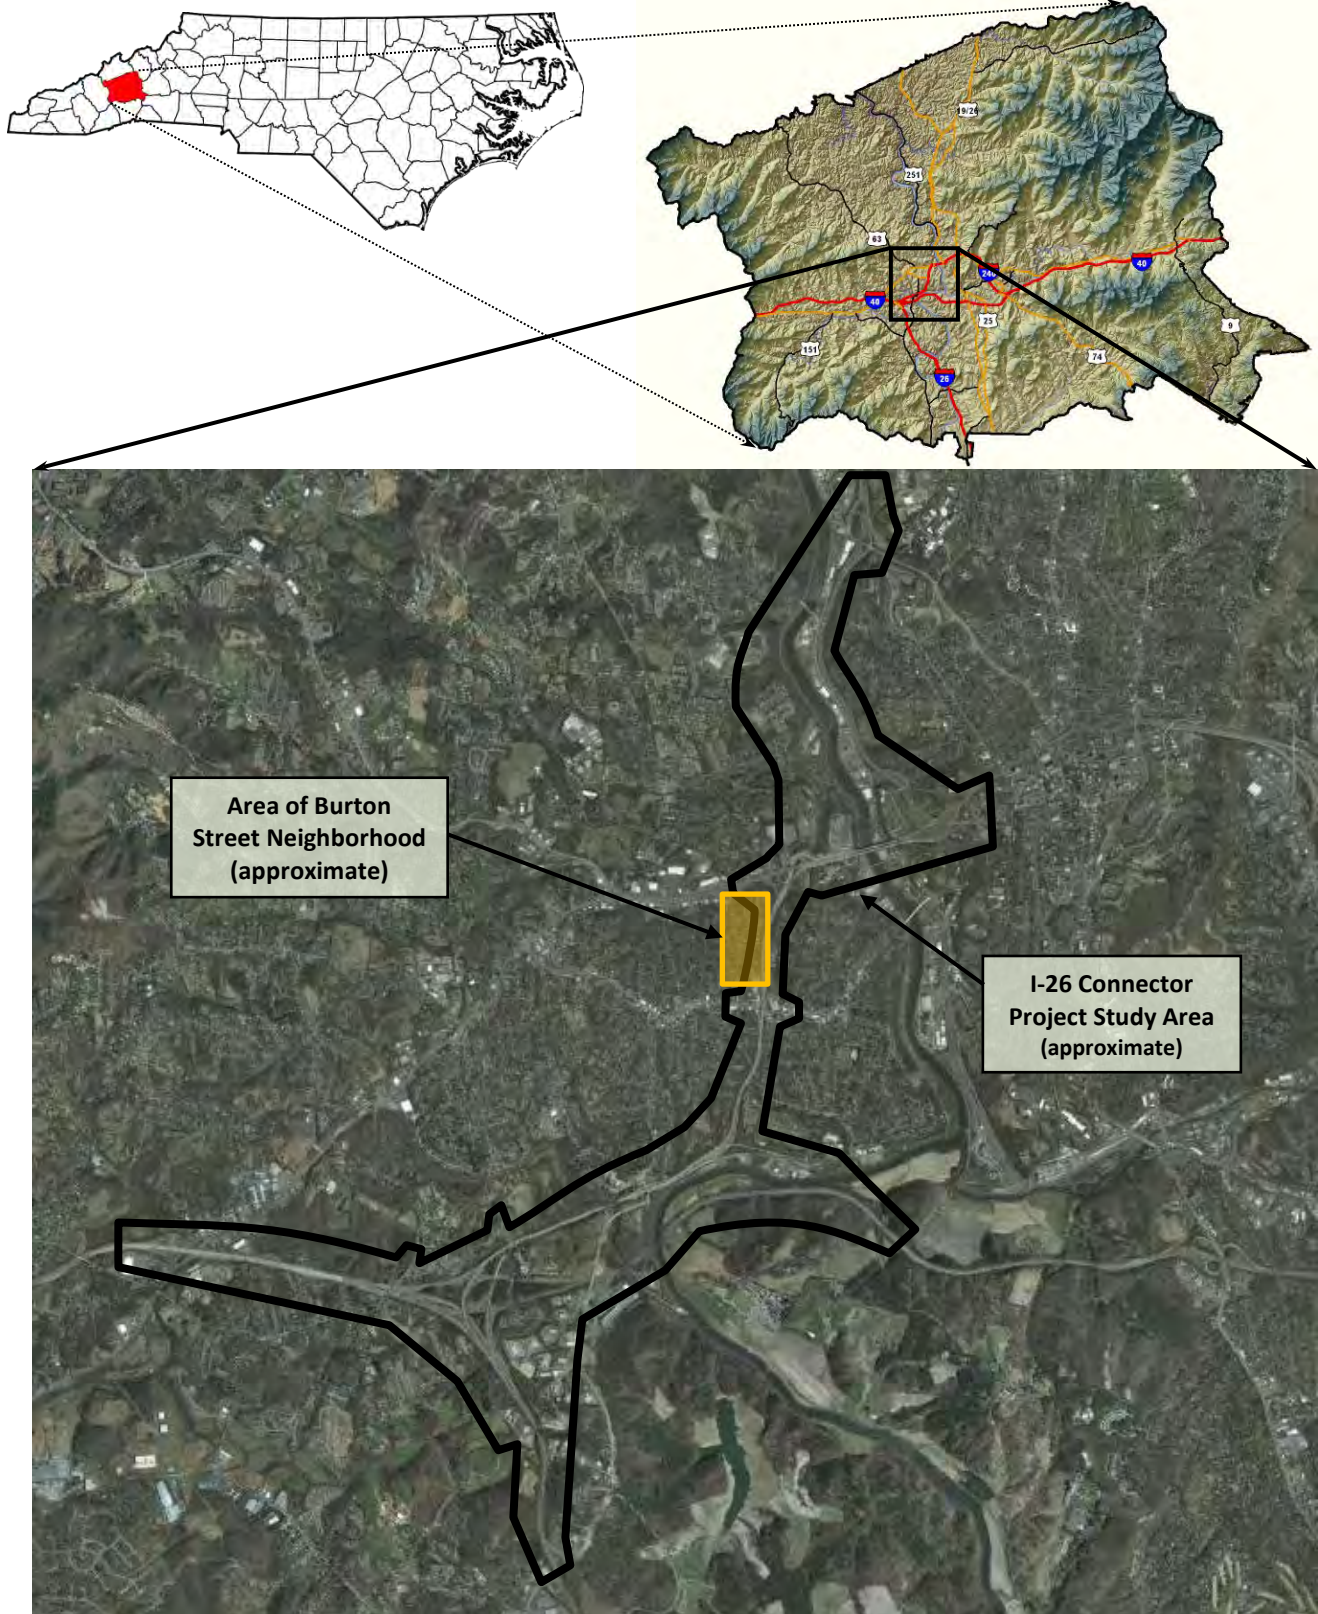 19/26
251
63
240
40
40
25
9
151
74
26
Area of Burton
Street Neighborhood
(approximate)
I-26 Connector
Project Study Area
(approximate)